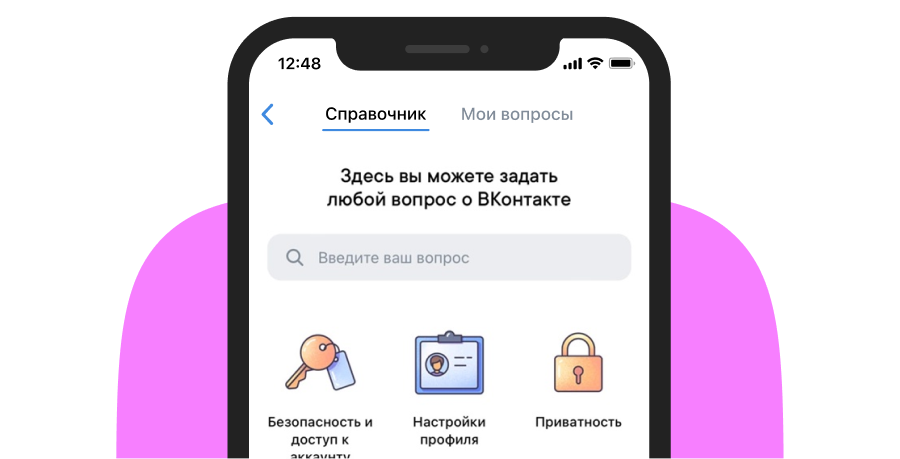 12:48
Справочник Мои вопросы
Здесь вы можете задать
любой вопрос о ВКонтакте
Введите ваш вопрос
Безопасность и Настройки Приватность
доступ к профиля
аккаунту